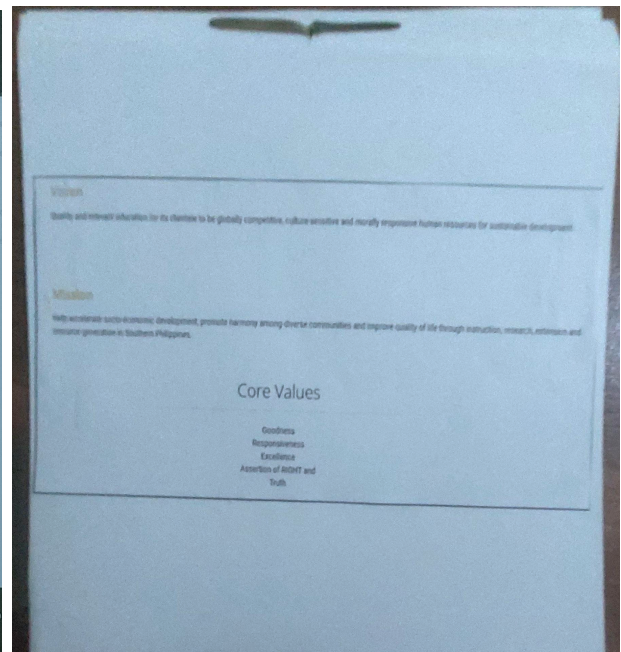 Vision
Quality and relevant education for its clientele to be globally competitive, culture sensitive and morally responsive human resources for sustainable development
Mission
Help accelerate socio-economic development, promote harmony among diverse communities and improve quality of life through instruction, research, extension and
resource generation in Southern Philippines.
Core Values
Goodness
Responsiveness
Excellence
Assertion of RIGHT and
Truth